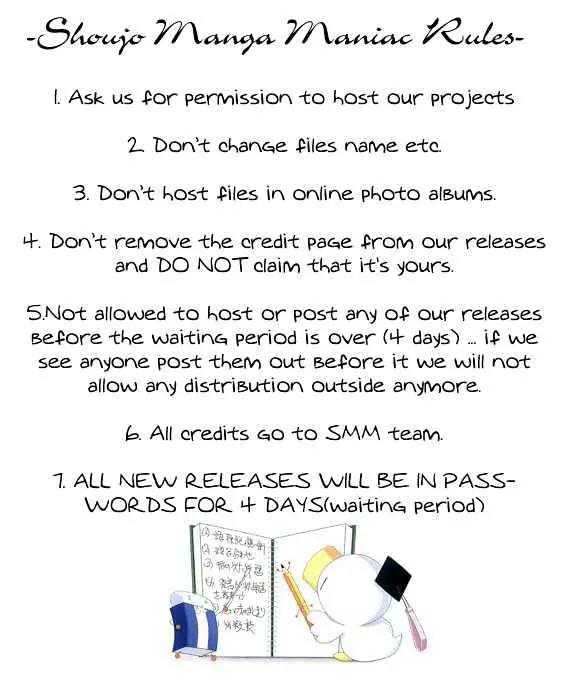 -Shoujo Manga Maniac Rules-
1. Ask us for permission to host our projects
2. Don't change files name etc.
3. Don't host files in online photo albums.
4. Don't remove the credit page from our releases
and DO NOT claim that it's yours.
5.Not allowed to host or post any of our releases
Before the waiting period is over (4 days) ... if we
see anyone post them out Before it we will not
allow any distribution outside anymore.
6. All credits Go to SMM team.
7. ALL NEW RELEASES WILL BE IN PASS-
WORDS FOR 4 DAYS(waiting period)